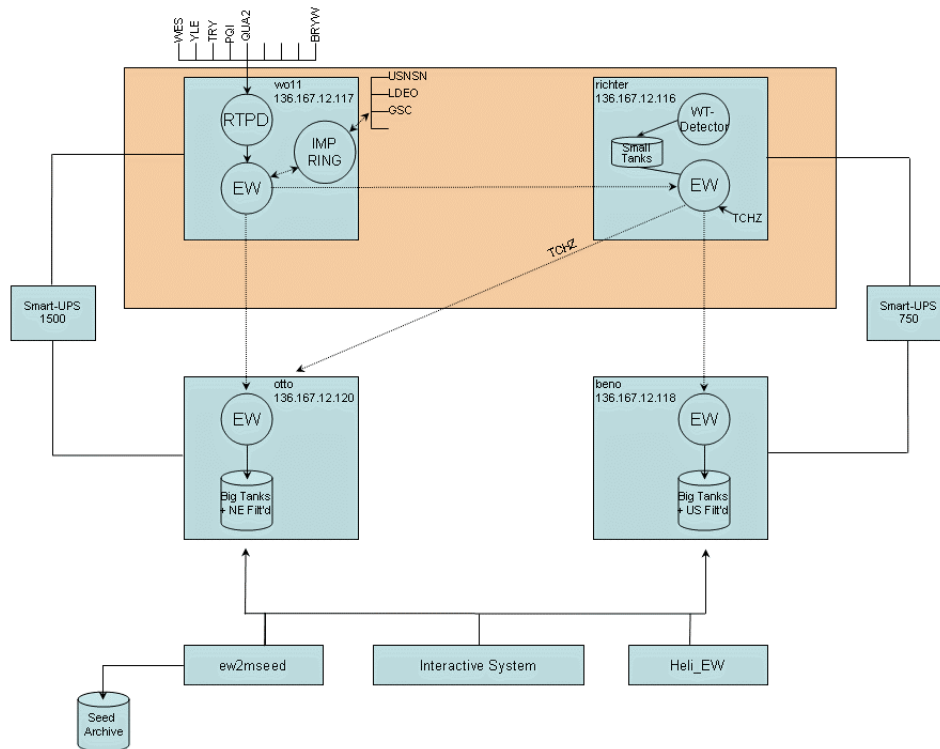 WES
YLE
TRY
PQI
QUA2
BRYW
wo11
136.167.12.117
RTPD
EW
IMP
RING
USNSN
LDEO
GSC
richter
136.167.12.116
WT-
Detector
Small
Tanks
EW
TCHZ
TCHZ
Smart-UPS
1500
Smart-UPS
750
otto
136.167.12.120
EW
Big Tanks
+ NE Filt'd
beno
136.167.12.118
EW
Big Tanks
+ US Filt'd
ew2mseed
Interactive System
Heli_EW
Seed
Archive